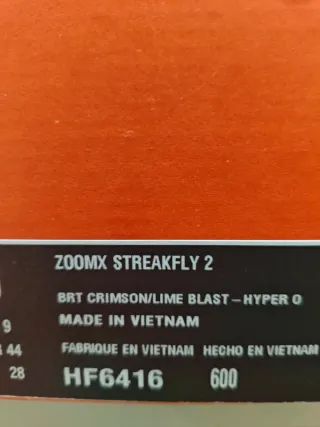 ZOOMX STREAKFLY 2
BRT CRIMSON/LIME BLAST–HYPER O
9 MADE IN VIETNAM
44 FABRIQUE EN VIETNAM HECHO EN VIETNAM
28 HF6416 600